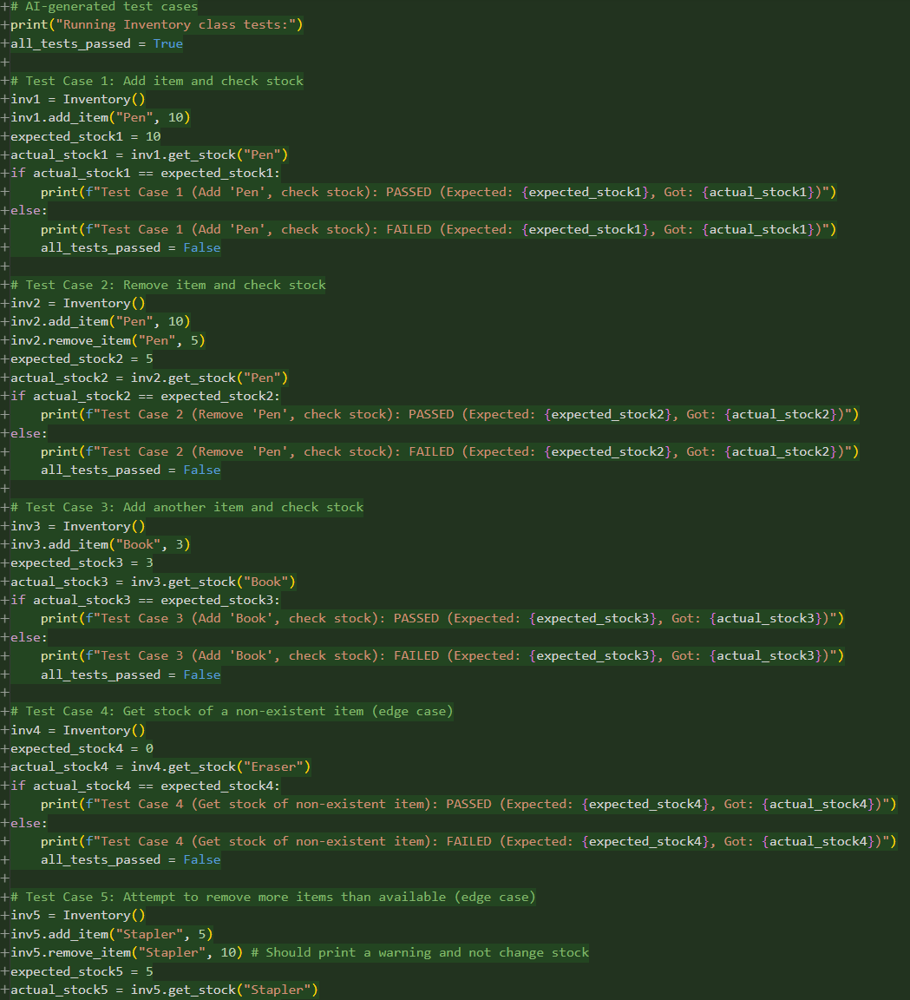 +# AI-generated test cases
+print("Running Inventory class tests:")
+all_tests_passed = True
+
+# Test Case 1: Add item and check stock
+inv1 = Inventory()
+inv1.add_item("Pen", 10)
+expected_stock1 = 10
+actual_stock1 = inv1.get_stock("Pen")
+if actual_stock1 == expected_stock1:
+    print(f"Test Case 1 (Add 'Pen', check stock): PASSED (Expected: {expected_stock1}, Got: {actual_stock1})")
+else:
+    print(f"Test Case 1 (Add 'Pen', check stock): FAILED (Expected: {expected_stock1}, Got: {actual_stock1})")
+    all_tests_passed = False
+
+# Test Case 2: Remove item and check stock
+inv2 = Inventory()
+inv2.add_item("Pen", 10)
+inv2.remove_item("Pen", 5)
+expected_stock2 = 5
+actual_stock2 = inv2.get_stock("Pen")
+if actual_stock2 == expected_stock2:
+    print(f"Test Case 2 (Remove 'Pen', check stock): PASSED (Expected: {expected_stock2}, Got: {actual_stock2})")
+else:
+    print(f"Test Case 2 (Remove 'Pen', check stock): FAILED (Expected: {expected_stock2}, Got: {actual_stock2})")
+    all_tests_passed = False
+
+# Test Case 3: Add another item and check stock
+inv3 = Inventory()
+inv3.add_item("Book", 3)
+expected_stock3 = 3
+actual_stock3 = inv3.get_stock("Book")
+if actual_stock3 == expected_stock3:
+    print(f"Test Case 3 (Add 'Book', check stock): PASSED (Expected: {expected_stock3}, Got: {actual_stock3})")
+else:
+    print(f"Test Case 3 (Add 'Book', check stock): FAILED (Expected: {expected_stock3}, Got: {actual_stock3})")
+    all_tests_passed = False
+
+# Test Case 4: Get stock of a non-existent item (edge case)
+inv4 = Inventory()
+expected_stock4 = 0
+actual_stock4 = inv4.get_stock("Eraser")
+if actual_stock4 == expected_stock4:
+    print(f"Test Case 4 (Get stock of non-existent item): PASSED (Expected: {expected_stock4}, Got: {actual_stock4})")
+else:
+    print(f"Test Case 4 (Get stock of non-existent item): FAILED (Expected: {expected_stock4}, Got: {actual_stock4})")
+    all_tests_passed = False
+
+# Test Case 5: Attempt to remove more items than available (edge case)
+inv5 = Inventory()
+inv5.add_item("Stapler", 5)
+inv5.remove_item("Stapler", 10) # Should print a warning and not change stock
+expected_stock5 = 5
+actual_stock5 = inv5.get_stock("Stapler")